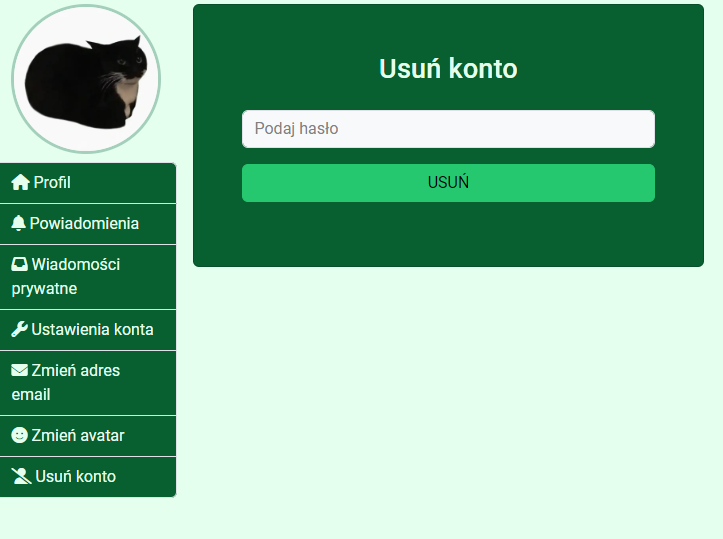 Usuń konto
Podaj hasło
USUŃ
Profil
Powiadomienia
Wiadomości
prywatne
Ustawienia konta
Zmień adres
email
Zmień avatar
Usuń konto